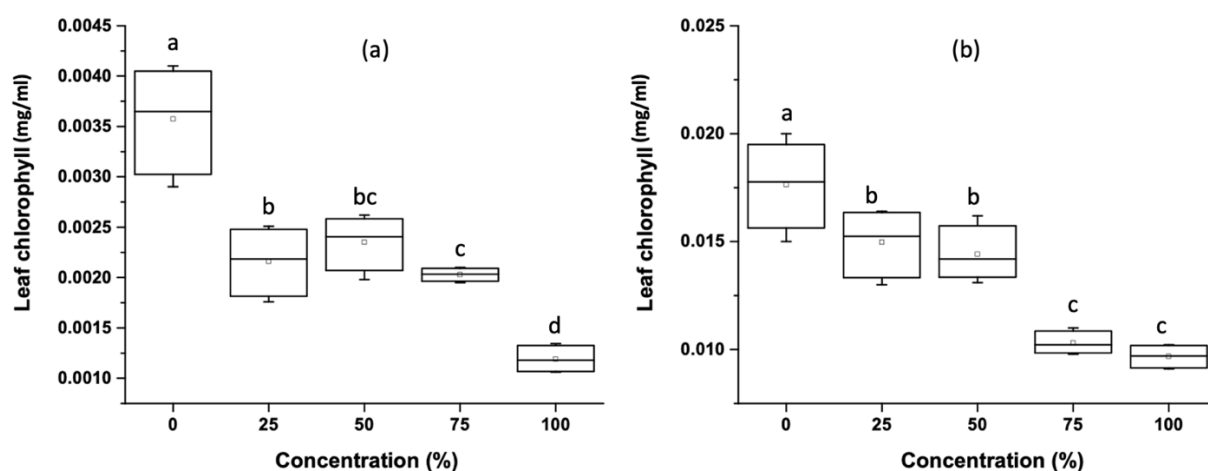 (a)
Leaf chlorophyll (mg/ml)
0.0045
0.0040
0.0035
0.0030
0.0025
0.0020
0.0015
0.0010
a
b
bc
c
d
0 25 50 75 100
Concentration (%)
(b)
Leaf chlorophyll (mg/ml)
0.025
0.020
0.015
0.010
a
b
b
c
c
0 25 50 75 100
Concentration (%)